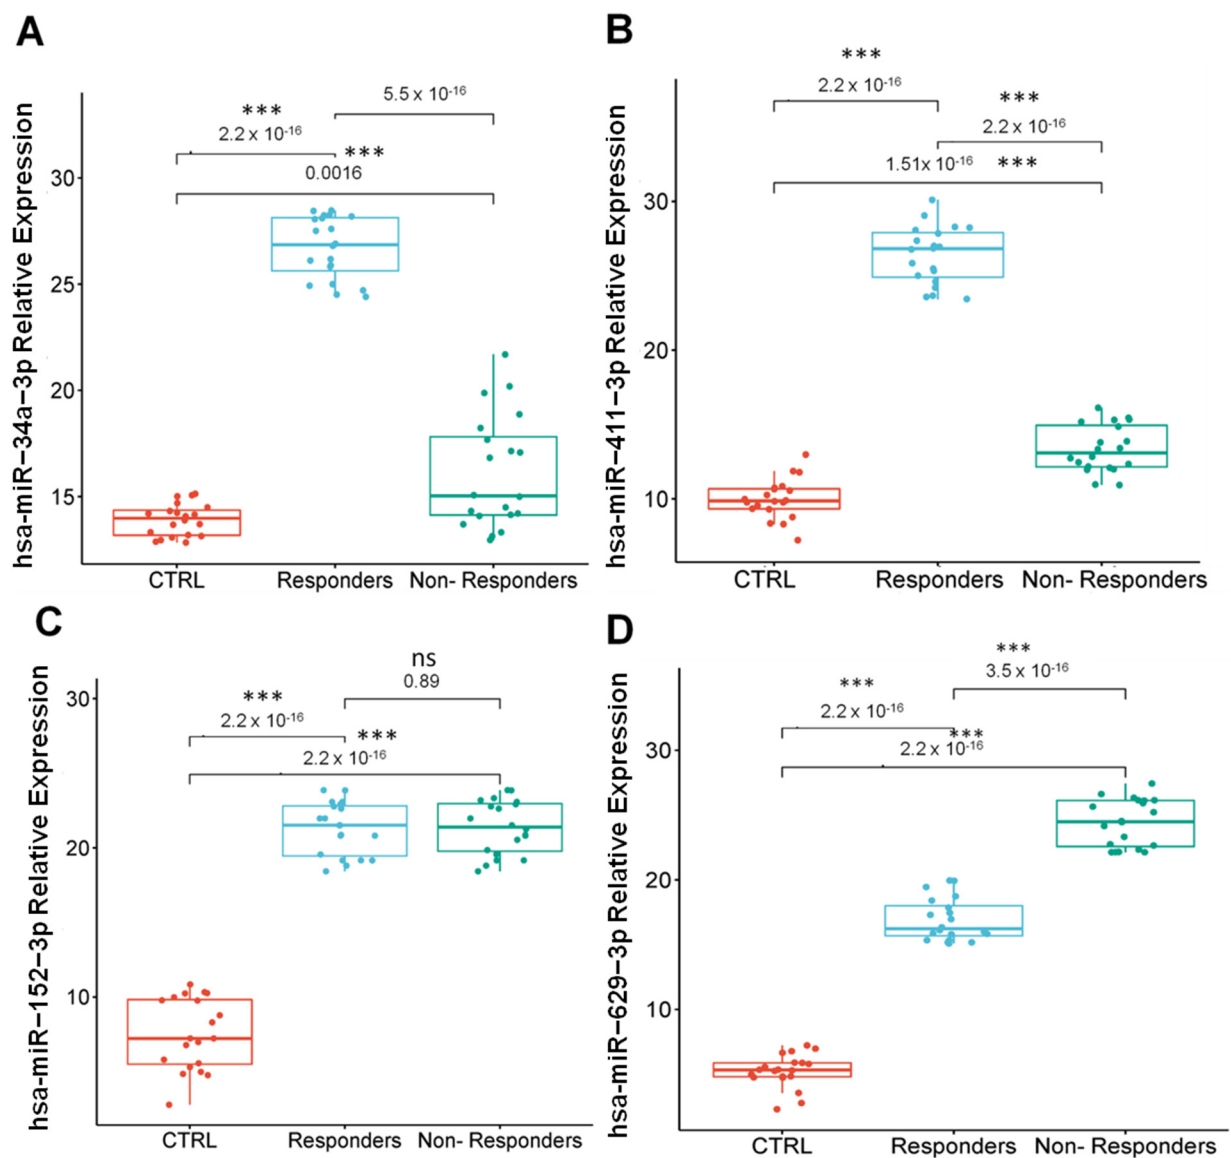 A
hsa-miR-34a-3p Relative Expression
5.5 x 10-16
***
2.2 x 10-16
***
0.0016
30
25
20
15
CTRL
Responders
Non- Responders
B
hsa-miR-411-3p Relative Expression
***
2.2 x 10-16
***
2.2 x 10-16
1.51x 10-16
***
30
20
10
CTRL
Responders
Non- Responders
C
hsa-miR-152-3p Relative Expression
ns
0.89
***
2.2 x 10-16
***
2.2 x 10-16
30
20
10
CTRL
Responders
Non- Responders
D
hsa-miR-629-3p Relative Expression
***
3.5 x 10-16
***
2.2 x 10-16
***
2.2 x 10-16
30
20
10
CTRL
Responders
Non- Responders